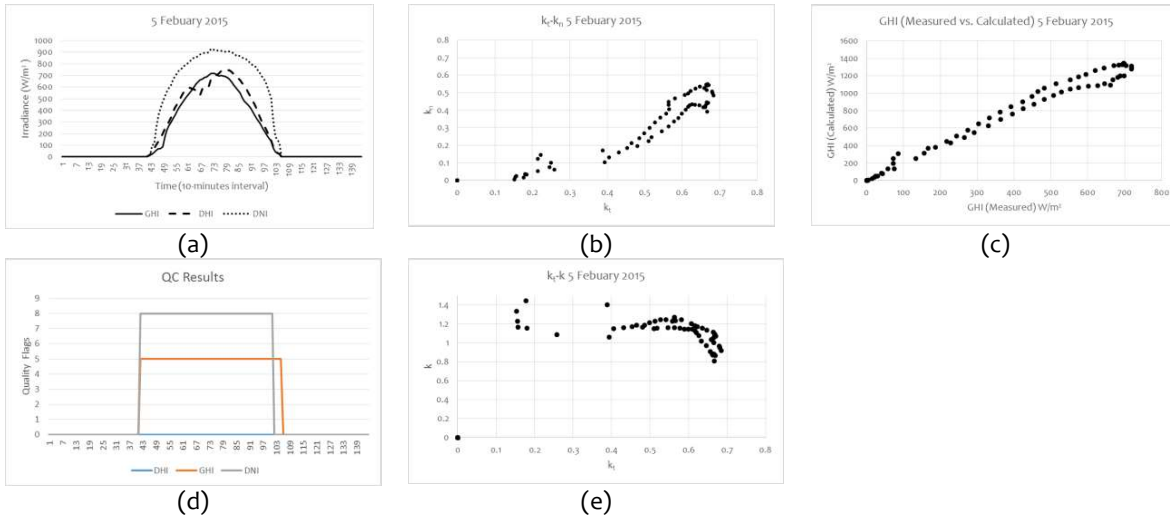 5 Febuary 2015
Irradiance (W/m²)
1000
900
800
700
600
500
400
300
200
100
0
1 7 13 19 25 31 37 43 49 55 61 67 73 79 85 91 97 103 109 115 121 127 133 139
Time (10-minutes interval)
GHI DHI DNI
(a)
kt-kn 5 Febuary 2015
kn
0.6
0.5
0.4
0.3
0.2
0.1
0
0 0.1 0.2 0.3 0.4 0.5 0.6 0.7 0.8
kt
(b)
GHI (Measured vs. Calculated) 5 Febuary 2015
GHI (Calculated) W/m²
1600
1400
1200
1000
800
600
400
200
0
0 100 200 300 400 500 600 700 800
GHI (Measured) W/m²
(c)
QC Results
Quality Flags
9
8
7
6
5
4
3
2
1
0
1 7 13 19 25 31 37 43 49 55 61 67 73 79 85 91 97 103 109 115 121 127 133 139
DHI GHI DNI
(d)
kt-k 5 Febuary 2015
k
1.4
1.2
1
0.8
0.6
0.4
0.2
0
0 0.1 0.2 0.3 0.4 0.5 0.6 0.7 0.8
kt
(e)